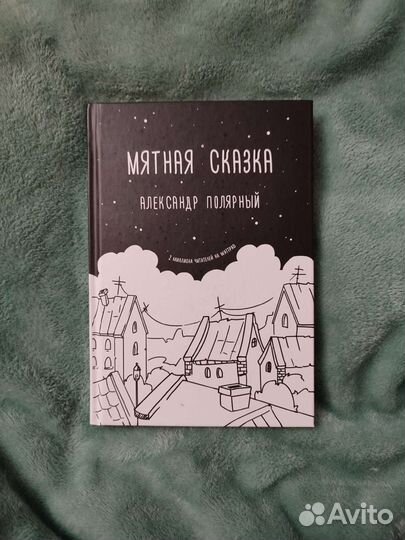 МЯТНАЯ СКАЗКА
АЛЕКСАНДР ПОЛЯРНЫЙ
2 МИЛЛИОНА ЧИТАТЕЛЕЙ НА WATTPAD
Avito